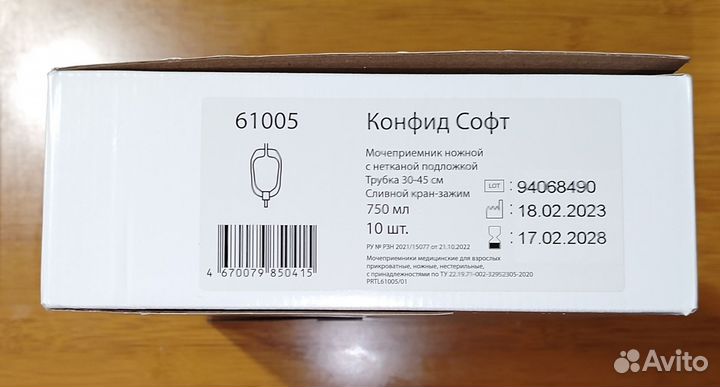 61005
Конфид Софт
Мочеприемник ножной
с нетканой подложкой
Трубка 30-45 см
Сливной кран-зажим
750 мл
10 шт.
LOT : 94068490
: 18.02.2023
: 17.02.2028
РУ № РЗН 2021/15077 от 21.10.2022
Мочеприемники медицинские для взрослых
прикроватные, ножные, нестерильные,
с принадлежностями по ТУ 22.19.71-002-32952305-2020
PRTL61005/01
4 670079 850415
Avito